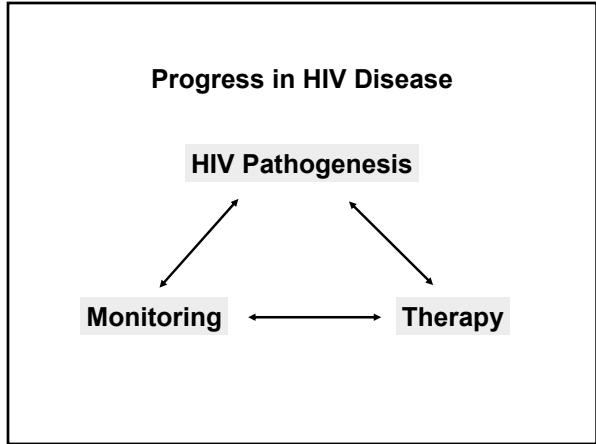 Progress in HIV Disease
HIV Pathogenesis
Monitoring
Therapy